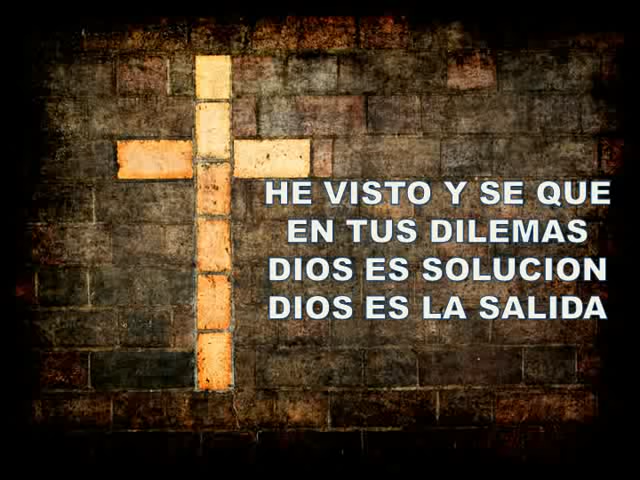 HE VISTO Y SE QUE
EN TUS DILEMAS
DIOS ES SOLUCION
DIOS ES LA SALIDA